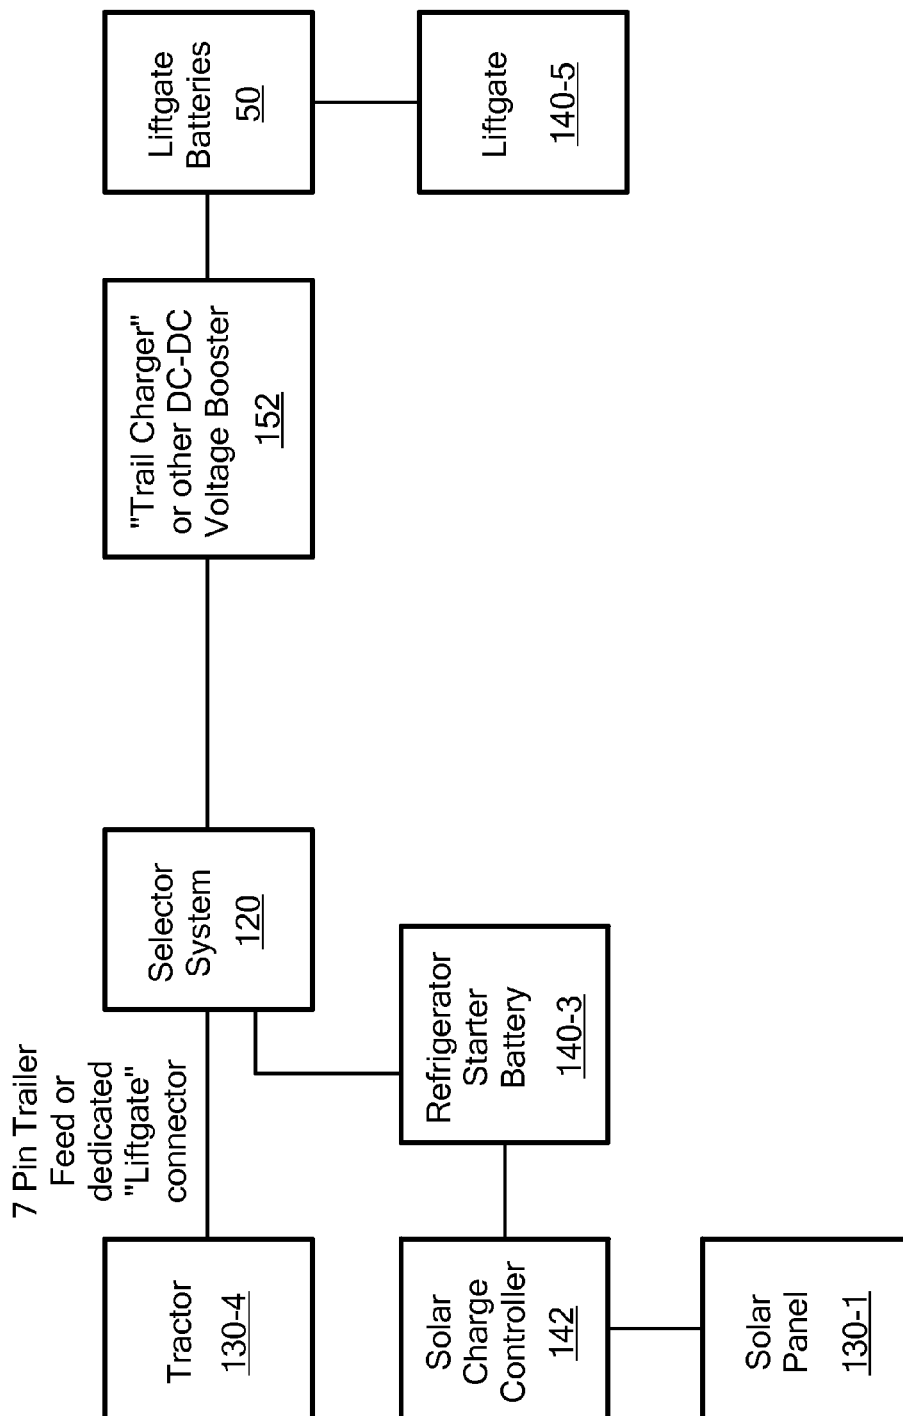 7 Pin Trailer
Feed or
dedicated
"Liftgate"
connector
Tractor
130-4
Selector
System
120
"Trail Charger"
or other DC-DC
Voltage Booster
152
Liftgate
Batteries
50
Solar
Charge
Controller
142
Refrigerator
Starter
Battery
140-3
Liftgate
140-5
Solar
Panel
130-1